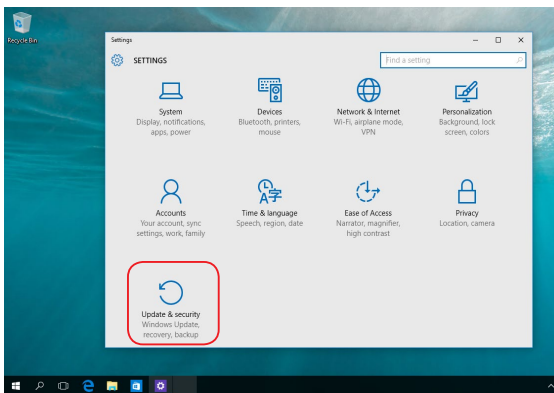 Recycle Bin
Settings
SETTINGS
Find a setting
System
Display, notifications,
apps, power
Devices
Bluetooth, printers,
mouse
Network & Internet
Wi-Fi, airplane mode,
VPN
Personalization
Background, lock
screen, colors
Accounts
Your account, sync
settings, work, family
Time & language
Speech, region, date
Ease of Access
Narrator, magnifier,
high contrast
Privacy
Location, camera
Update & security
Windows Update,
recovery, backup